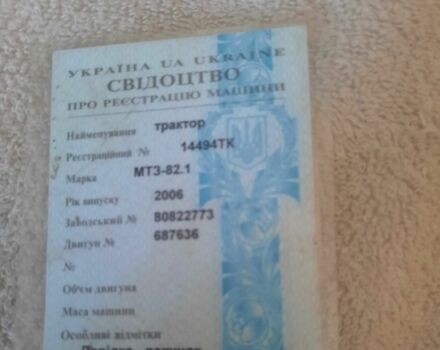 УКРАЇНА UA UKRAINE
СВІДОЦТВО
ПРО РЕЄСТРАЦІЮ МАШИНИ
Найменування трактор
Реєстраційний № 14494ТК
Марка МТЗ-82.1
Рік випуску 2006
Заводський № 80822773
Двигун № 687636
№
Об'єм двигуна
Маса машини
Особливі відмітки